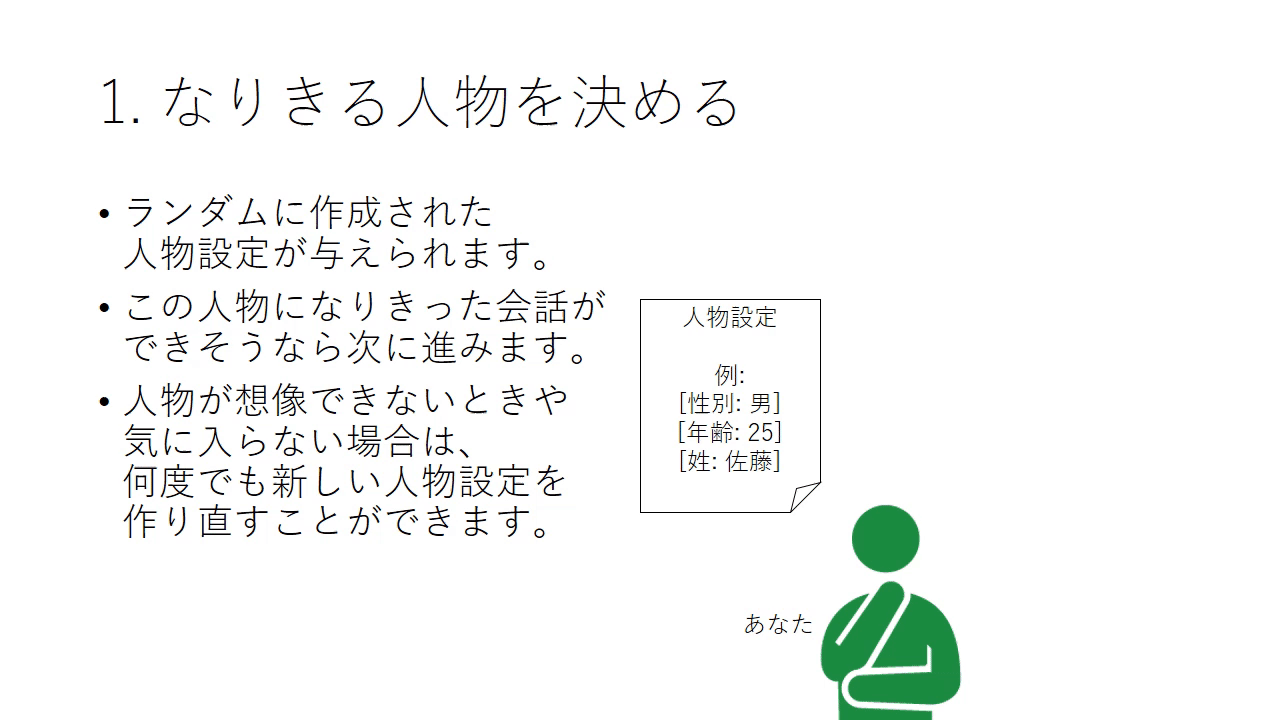 1. なりきる人物を決める
• ランダムに作成された
人物設定が与えられます。
• この人物になりきった会話が
できそうなら次に進みます。
• 人物が想像できないときや
気に入らない場合は、
何度でも新しい人物設定を
作り直すことができます。
人物設定
例:
[性別: 男]
[年齢: 25]
[姓: 佐藤]
あなた